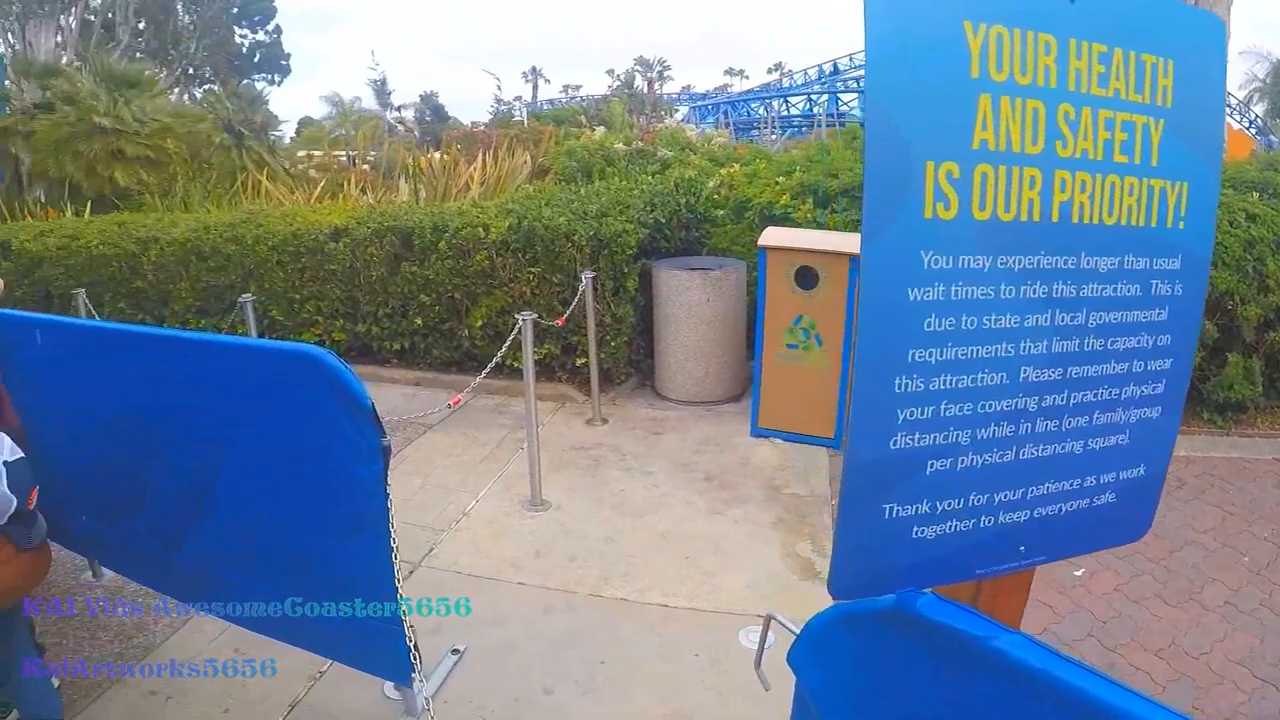 YOUR HEALTH
AND SAFETY
IS OUR PRIORITY!
You may experience longer than usual
wait times to ride this attraction. This is
due to state and local governmental
requirements that limit the capacity on
this attraction. Please remember to wear
your face covering and practice physical
distancing while in line (one family/group
per physical distancing square).
Thank you for your patience as we work
together to keep everyone safe.
KAI Vids AwesomeCoaster5656
KaiArtworks5656